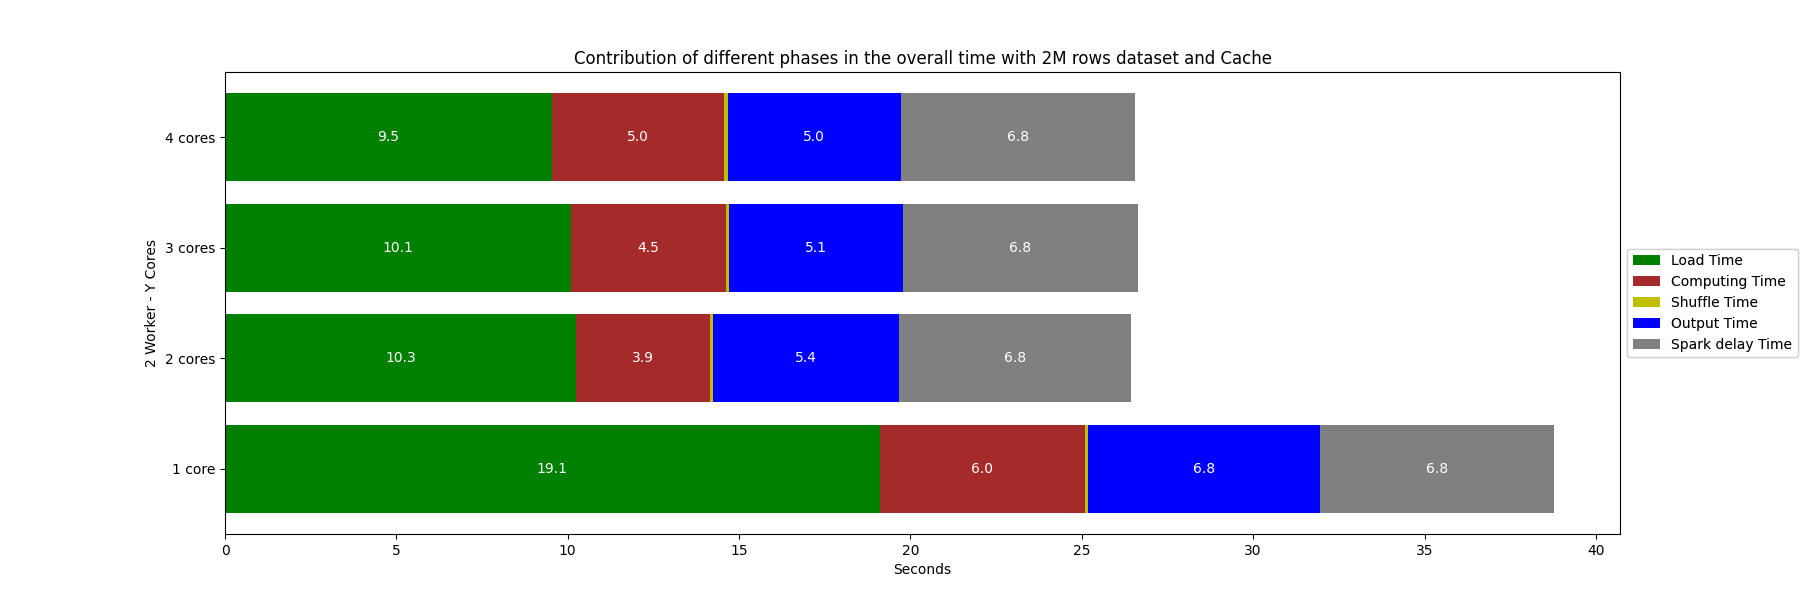 Contribution of different phases in the overall time with 2M rows dataset and Cache
2 Worker - Y Cores
4 cores
9.5 5.0 5.0 6.8
3 cores
10.1 4.5 5.1 6.8
2 cores
10.3 3.9 5.4 6.8
1 core
19.1 6.0 6.8 6.8
0 5 10 15 20 25 30 35 40
Seconds
Load Time
Computing Time
Shuffle Time
Output Time
Spark delay Time